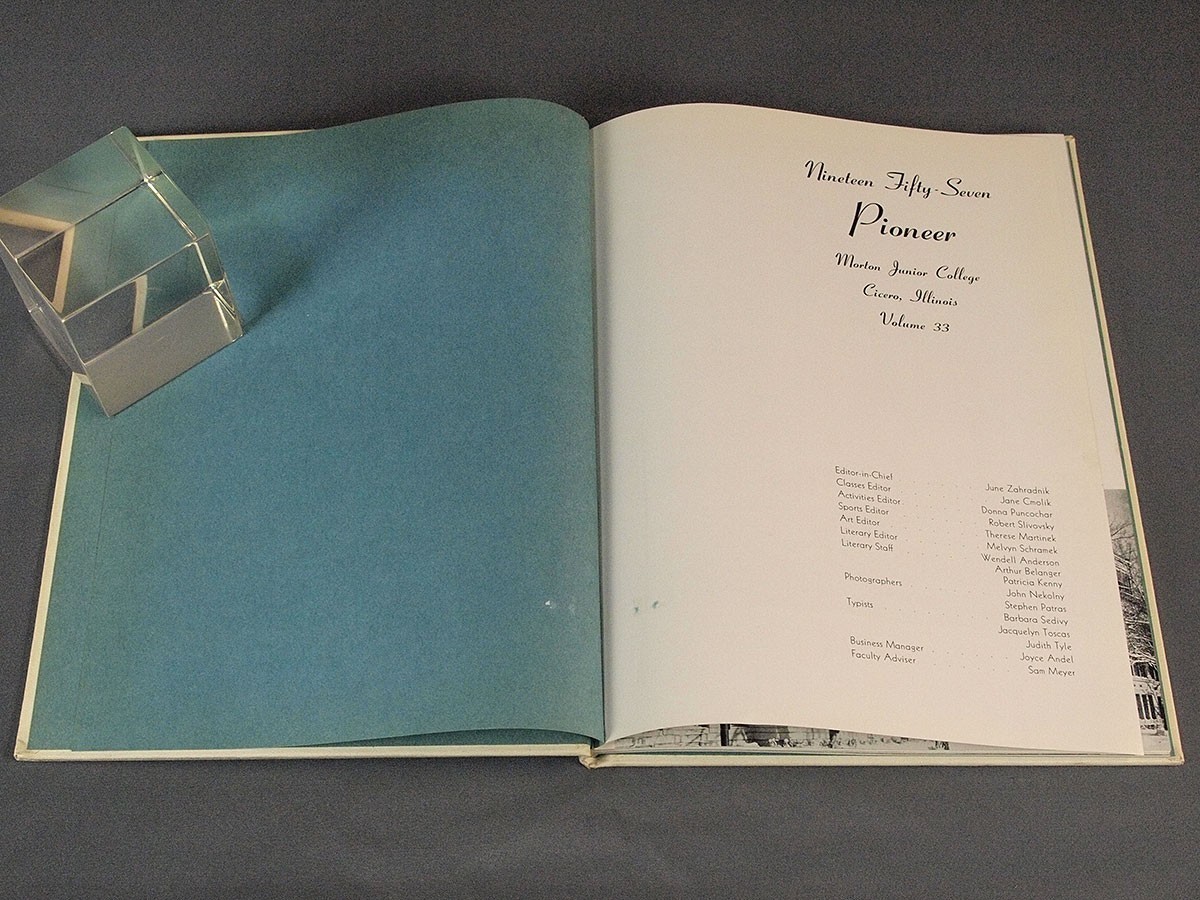 Nineteen Fifty-Seven
Pioneer
Morton Junior College
Cicero, Illinois
Volume 33
Editor-in-Chief . . . . . June Zahradnik
Classes Editor . . . . . Jane Cmolik
Activities Editor . . . . . Donna Puncochar
Sports Editor . . . . . Robert Slivovsky
Art Editor . . . . . Therese Martinek
Literary Editor . . . . . Melvyn Schramek
Literary Staff . . . . . Wendell Anderson
Arthur Belanger
Patricia Kenny
Photographers . . . . . John Nekolny
Stephen Patras
Typists . . . . . Barbara Sedivy
Jacquelyn Toscas
Judith Tyle
Business Manager . . . . . Joyce Andel
Faculty Adviser . . . . . Sam Meyer